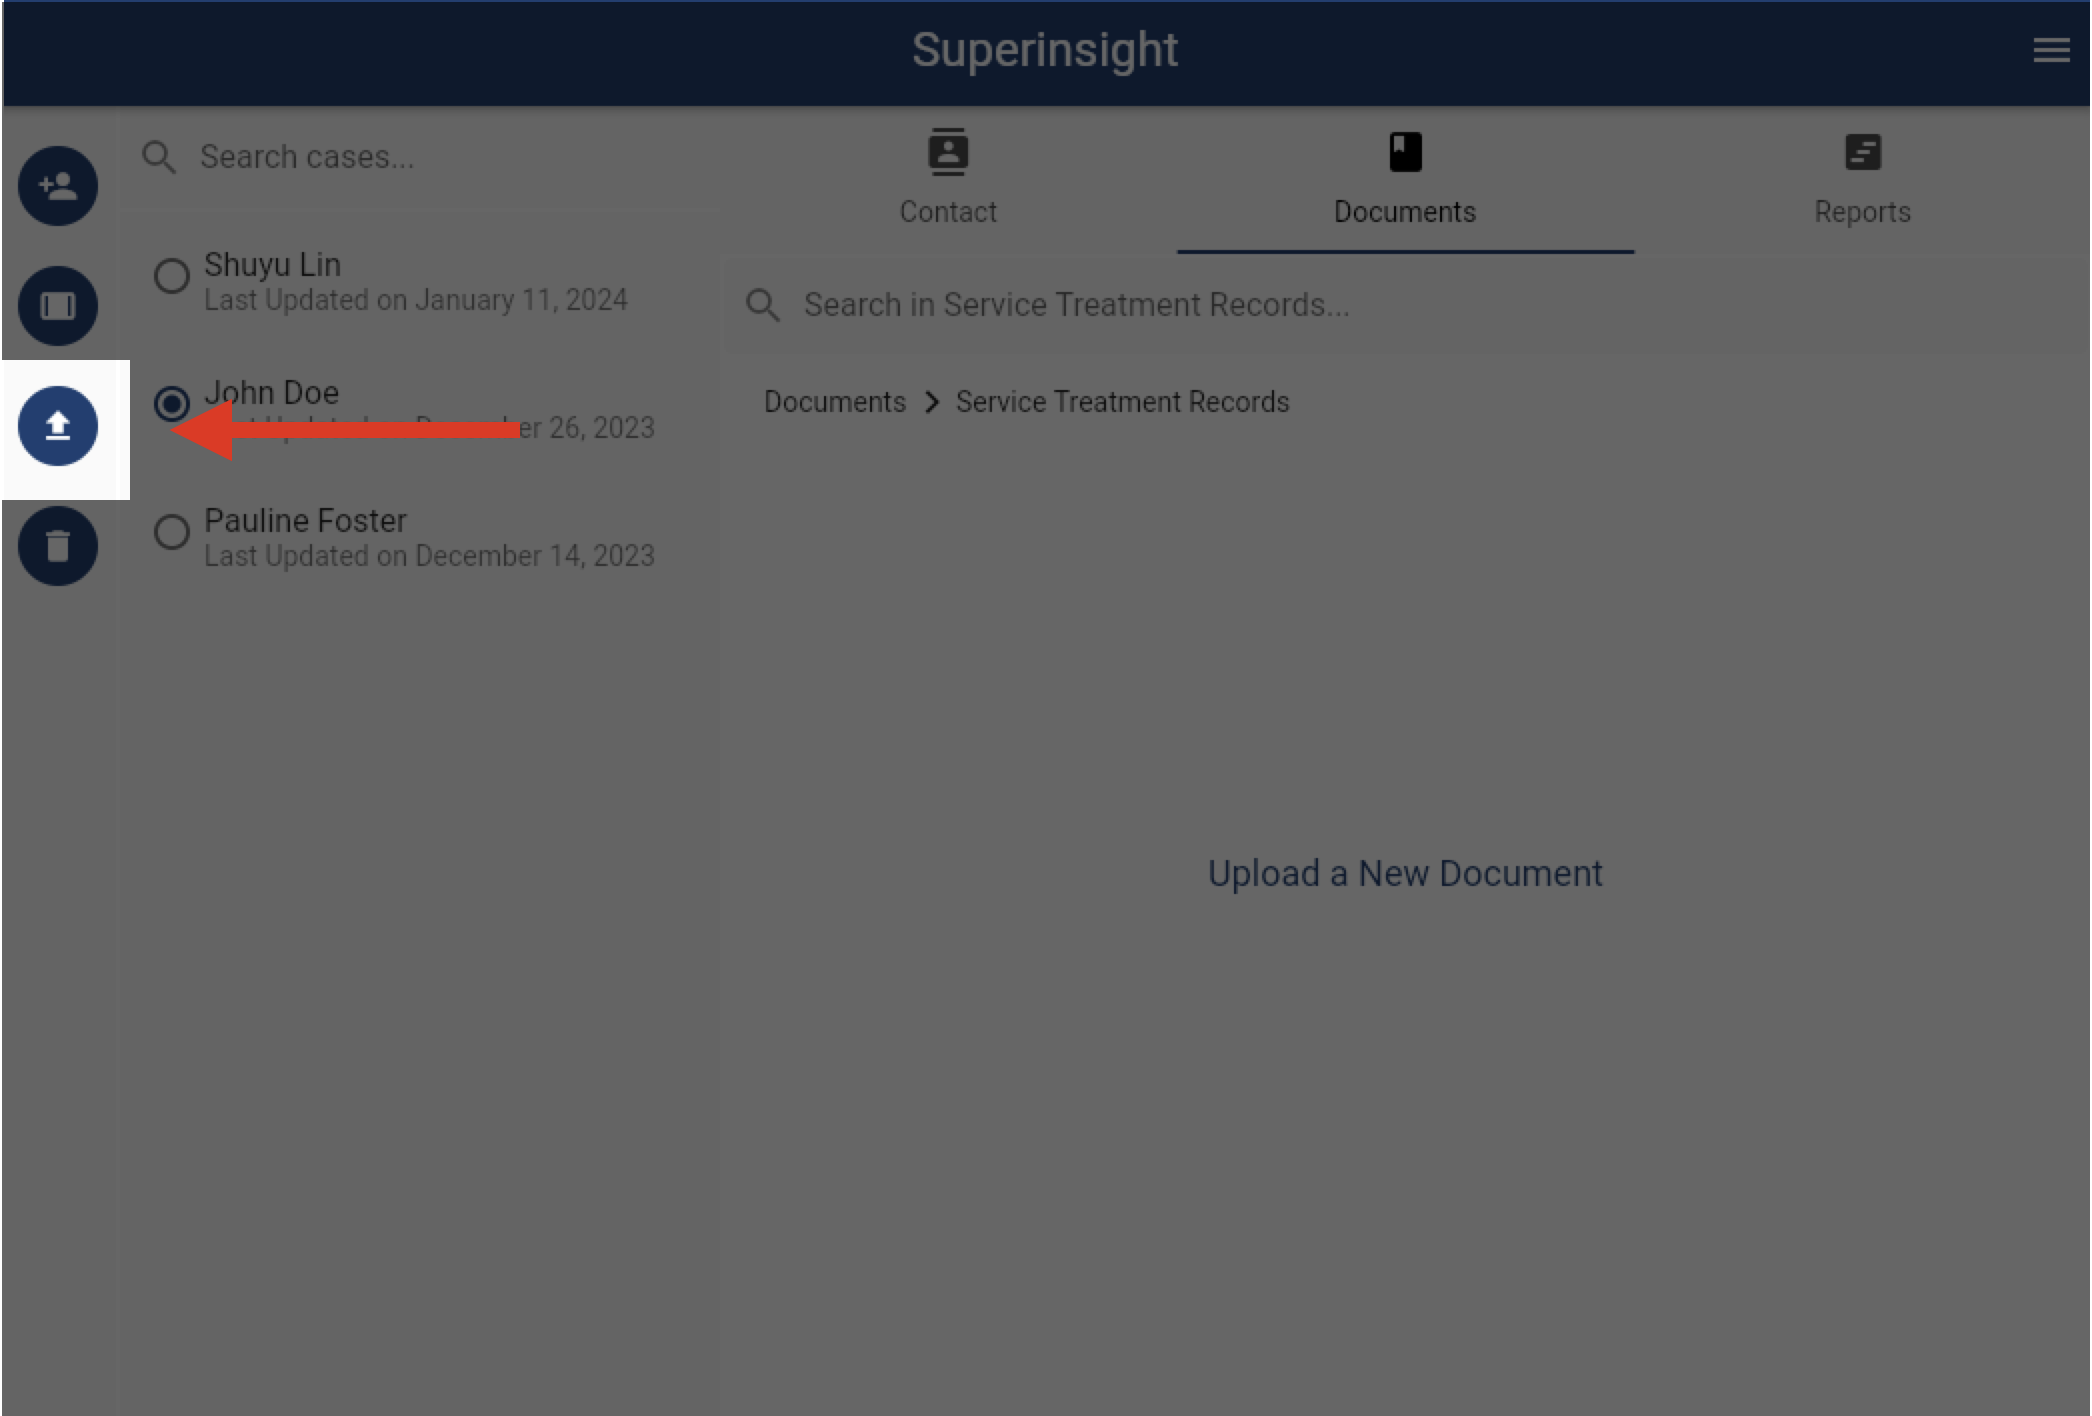 Superinsight
Search cases...
Shuyu Lin
Last Updated on January 11, 2024
John Doe
er 26, 2023
Pauline Foster
Last Updated on December 14, 2023
Contact
Documents
Reports
Search in Service Treatment Records...
Documents > Service Treatment Records
Upload a New Document